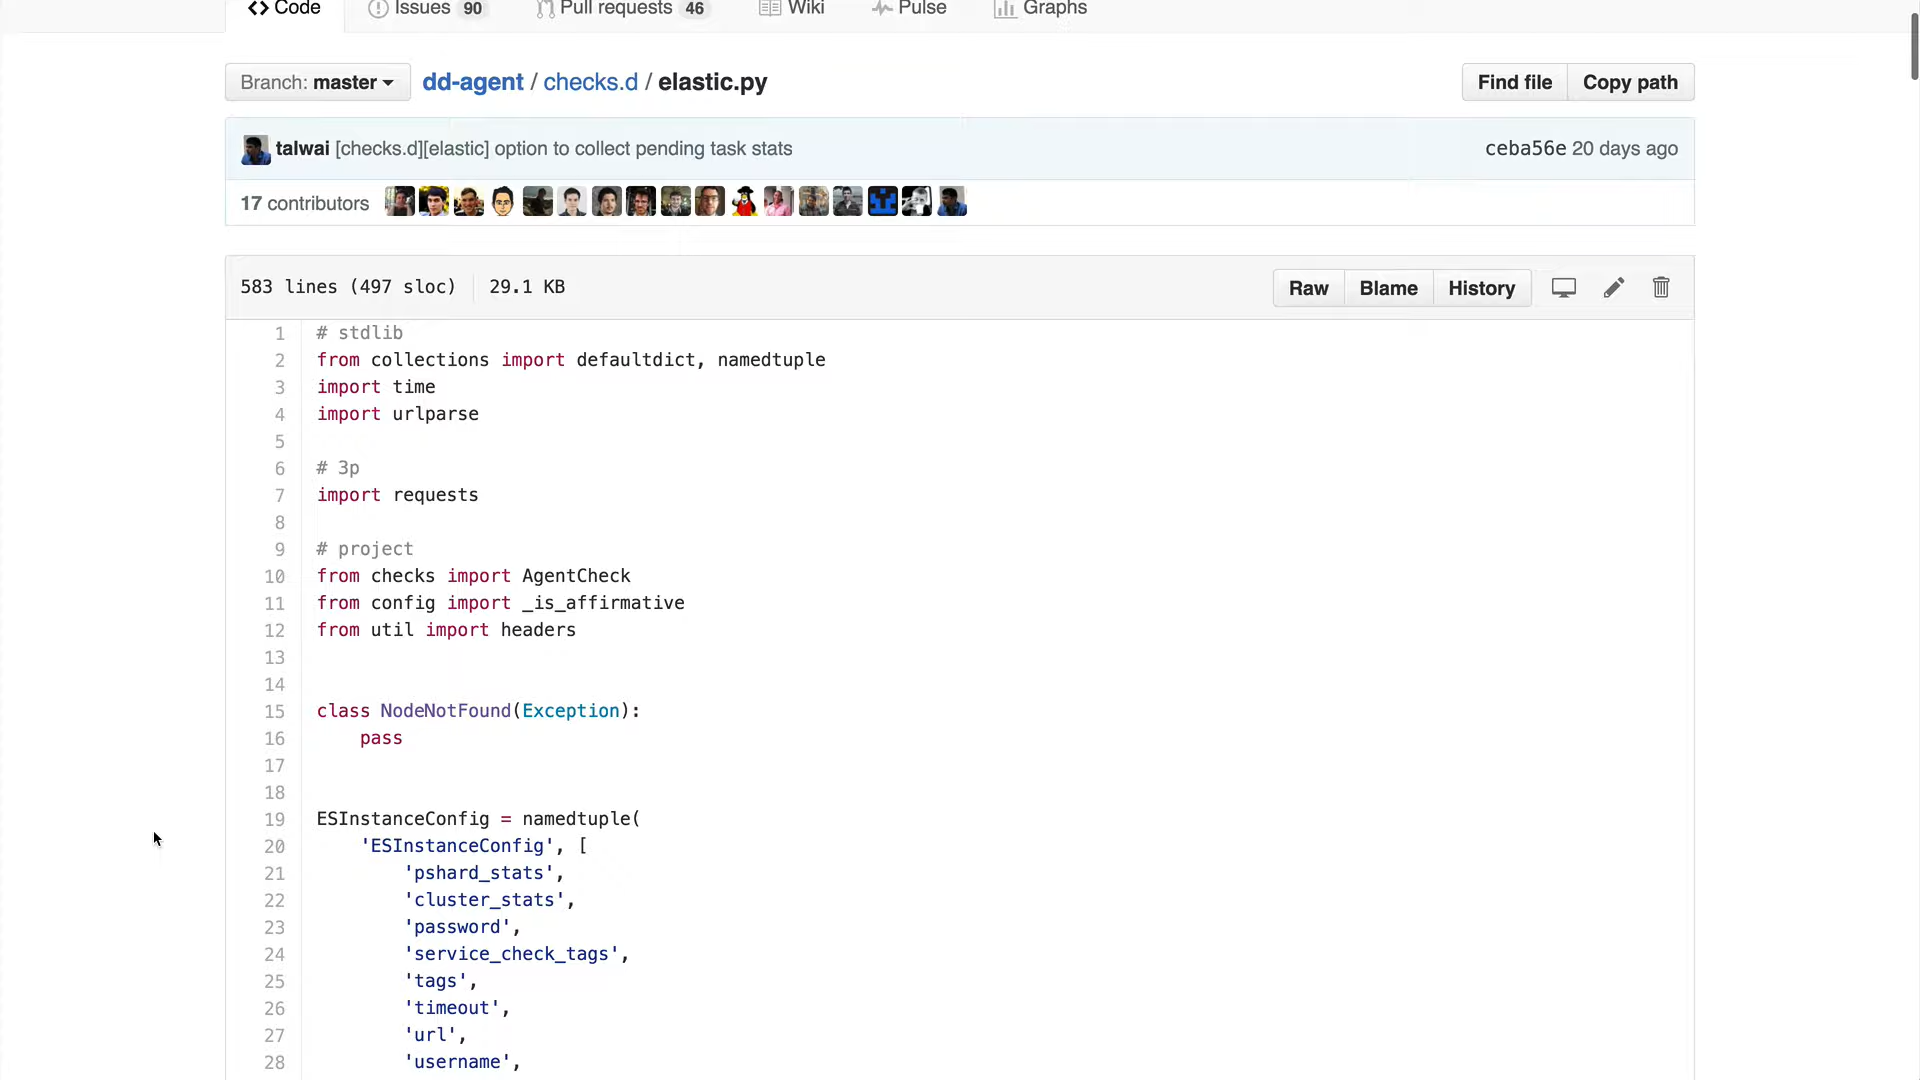 Code Issues 90 Pull requests 46 Wiki Pulse Graphs
Branch: master dd-agent / checks.d / elastic.py Find file Copy path
talwai [checks.d][elastic] option to collect pending task stats ceba56e 20 days ago
17 contributors
583 lines (497 sloc) 29.1 KB Raw Blame History
1 # stdlib
2 from collections import defaultdict, namedtuple
3 import time
4 import urlparse
5
6 # 3p
7 import requests
8
9 # project
10 from checks import AgentCheck
11 from config import _is_affirmative
12 from util import headers
13
14
15 class NodeNotFound(Exception):
16     pass
17
18
19 ESInstanceConfig = namedtuple(
20     'ESInstanceConfig', [
21         'pshard_stats',
22         'cluster_stats',
23         'password',
24         'service_check_tags',
25         'tags',
26         'timeout',
27         'url',
28         'username',